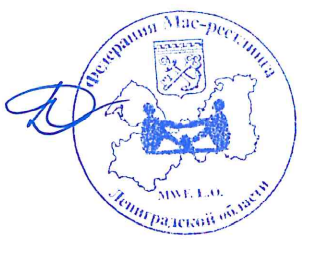 Федерация Мас-рестлинга
MWF. L.O.
Ленинградской области